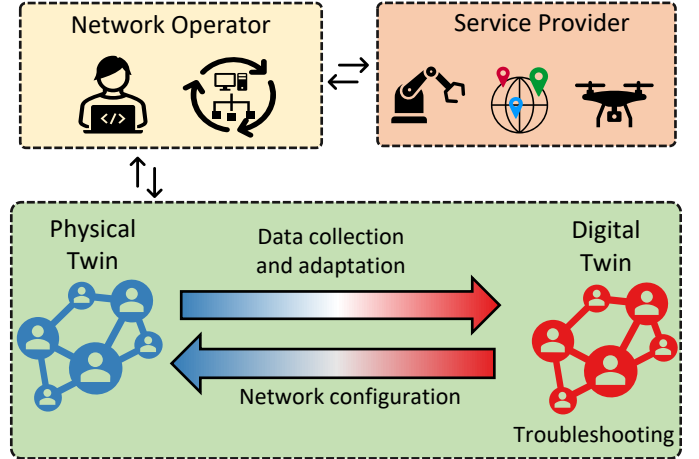 Network Operator
</>
Service Provider
Physical
Twin
Data collection
and adaptation
Digital
Twin
Network configuration
Troubleshooting